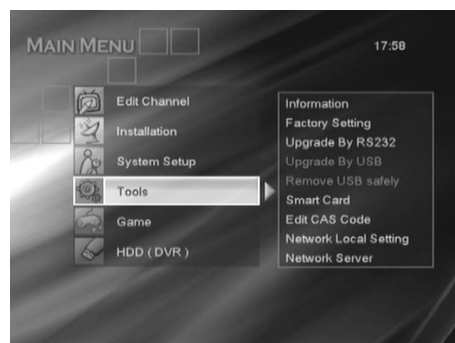 MAIN MENU
17:58
Edit Channel
Installation
System Setup
Tools
Game
HDD ( DVR )
Information
Factory Setting
Upgrade By RS232
Upgrade By USB
Remove USB safely
Smart Card
Edit CAS Code
Network Local Setting
Network Server